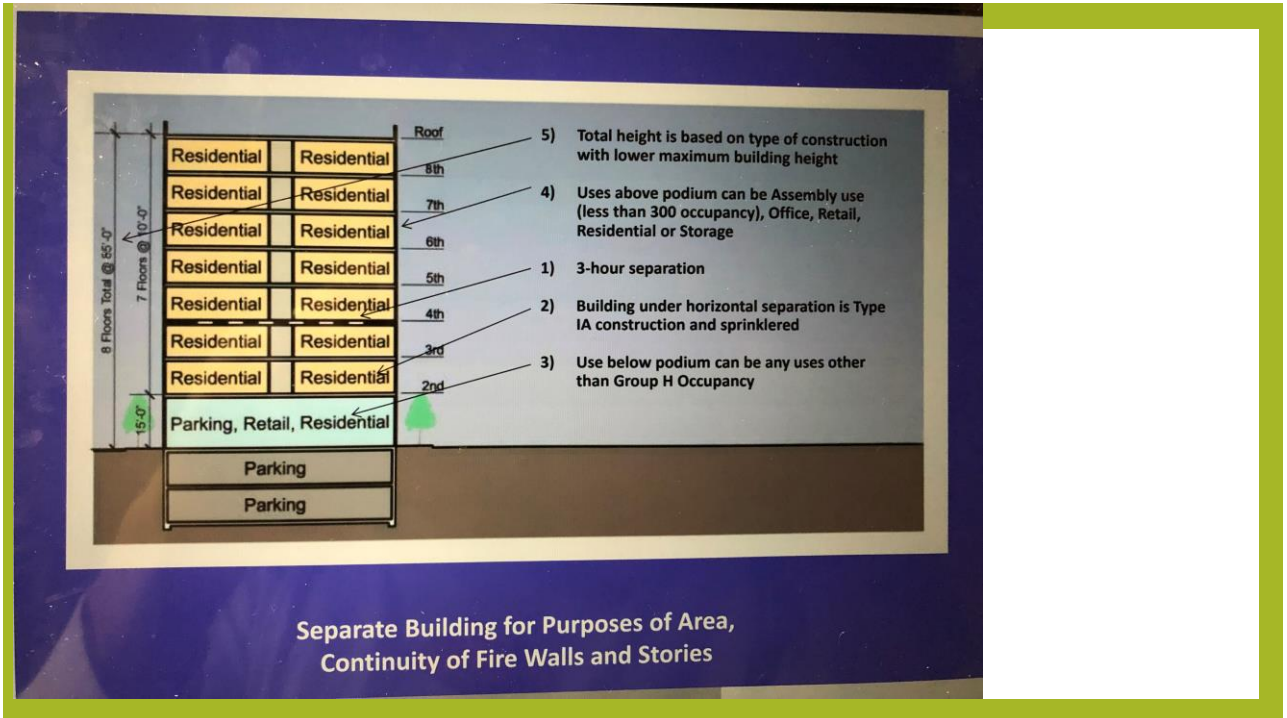 Roof
Residential Residential
8th
Residential Residential
7th
Residential Residential
6th
Residential Residential
5th
Residential Residential
4th
Residential Residential
3rd
Residential Residential
2nd
Parking, Retail, Residential
Parking
Parking
8 Floors Total @ 85'-0"
7 Floors @ 10'-0"
15'-0"
5) Total height is based on type of construction
with lower maximum building height
4) Uses above podium can be Assembly use
(less than 300 occupancy), Office, Retail,
Residential or Storage
1) 3-hour separation
2) Building under horizontal separation is Type
IA construction and sprinklered
3) Use below podium can be any uses other
than Group H Occupancy
Separate Building for Purposes of Area,
Continuity of Fire Walls and Stories